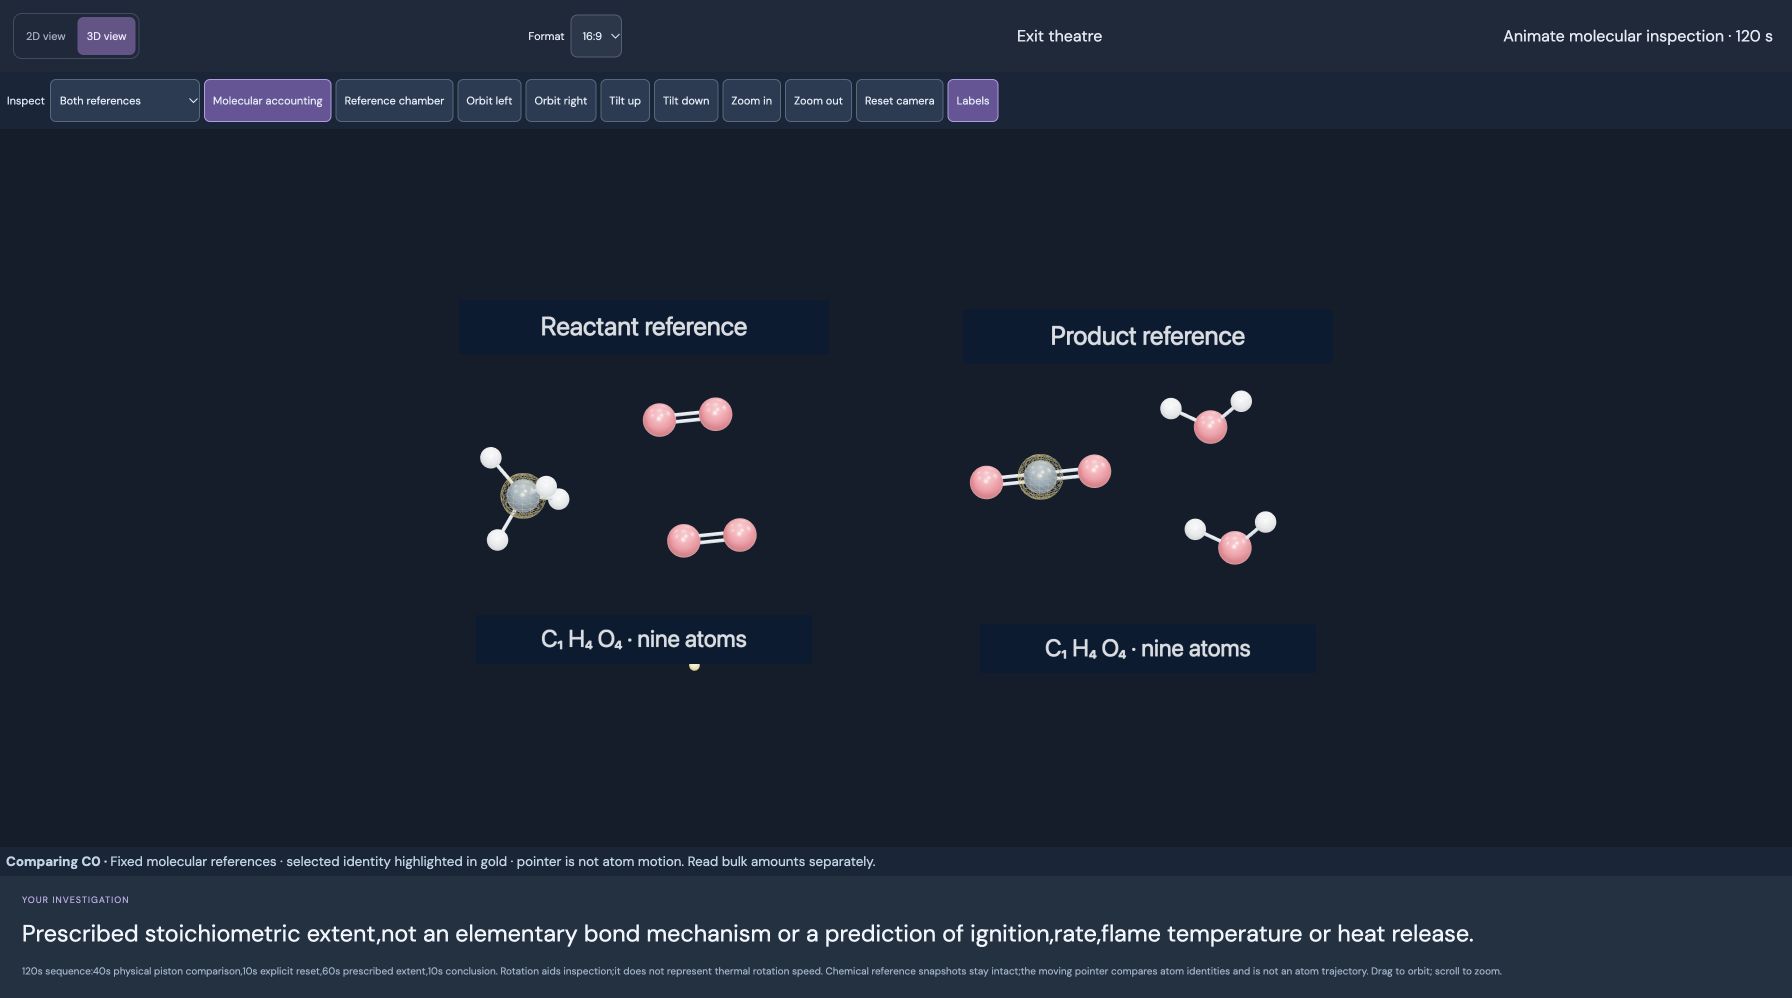 2D view 3D view Format 16:9 Exit theatre Animate molecular inspection · 120 s
Inspect Both references Molecular accounting Reference chamber Orbit left Orbit right Tilt up Tilt down Zoom in Zoom out Reset camera Labels
Reactant reference
Product reference
C₁ H₄ O₄ · nine atoms
C₁ H₄ O₄ · nine atoms
Comparing C0 · Fixed molecular references · selected identity highlighted in gold · pointer is not atom motion. Read bulk amounts separately.
YOUR INVESTIGATION
Prescribed stoichiometric extent,not an elementary bond mechanism or a prediction of ignition,rate,flame temperature or heat release.
120s sequence:40s physical piston comparison,10s explicit reset,60s prescribed extent,10s conclusion. Rotation aids inspection;it does not represent thermal rotation speed. Chemical reference snapshots stay intact;the moving pointer compares atom identities and is not an atom trajectory. Drag to orbit; scroll to zoom.